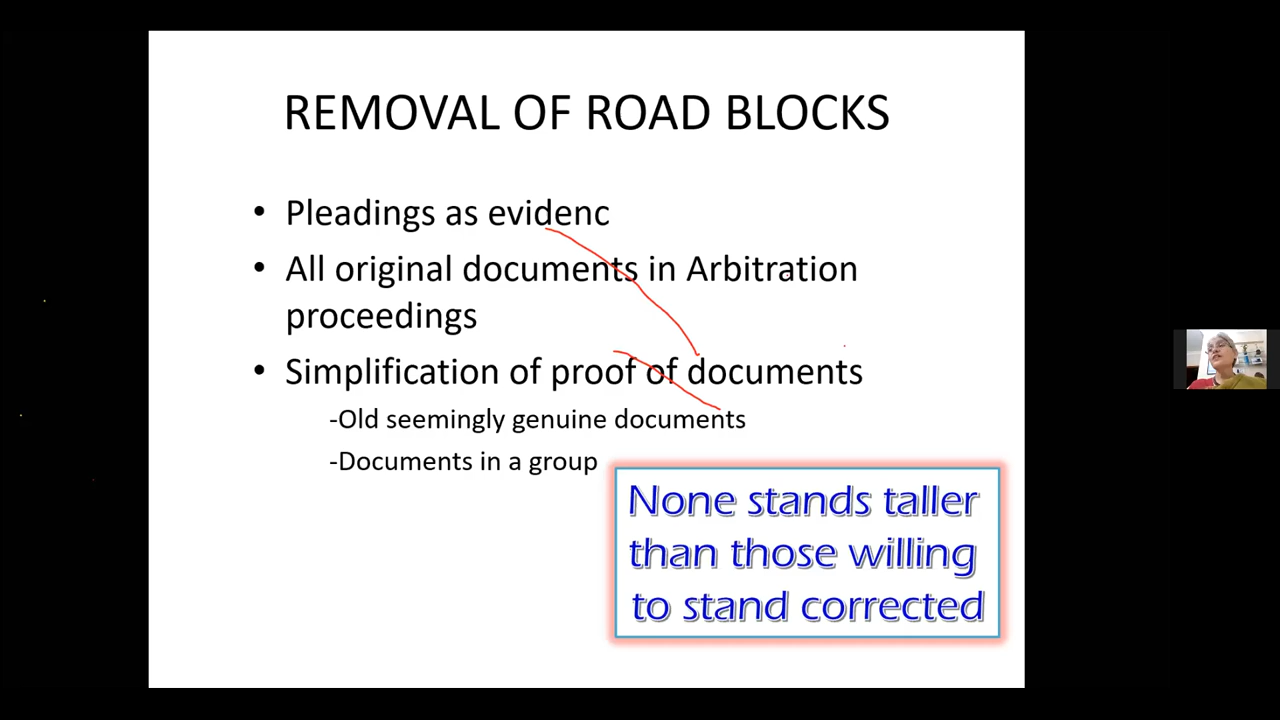 REMOVAL OF ROAD BLOCKS
• Pleadings as evidenc
• All original documents in Arbitration
proceedings
• Simplification of proof of documents
-Old seemingly genuine documents
-Documents in a group
None stands taller
than those willing
to stand corrected